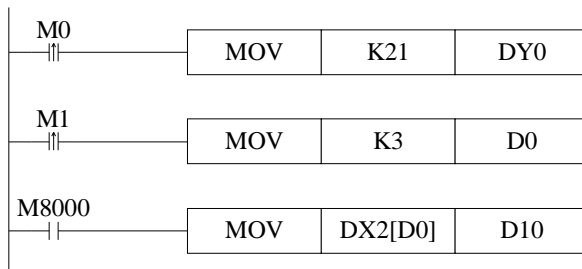 M0
MOV K21 DY0
M1
MOV K3 D0
M8000
MOV DX2[D0] D10